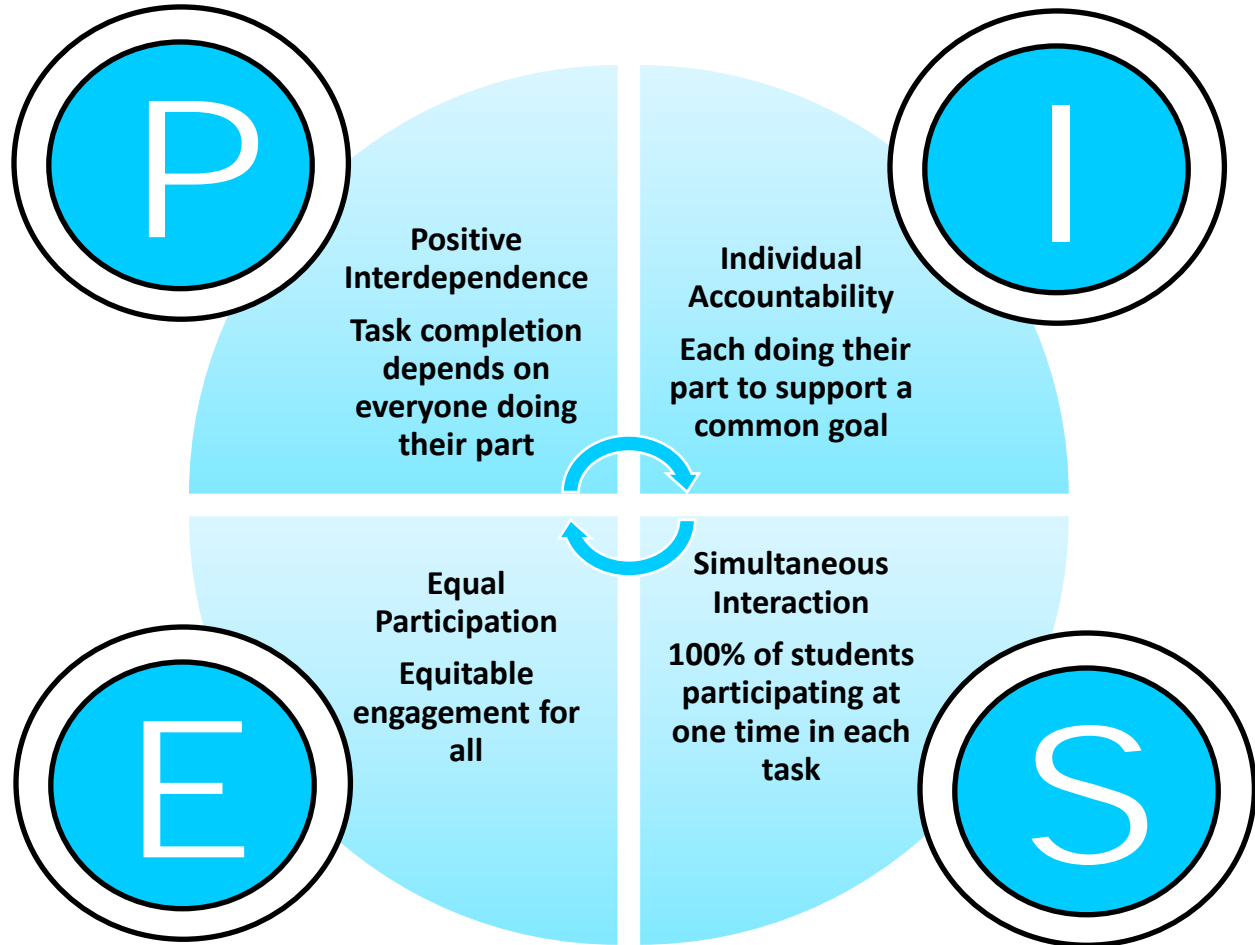 P
Positive
Interdependence
Task completion
depends on
everyone doing
their part
I
Individual
Accountability
Each doing their
part to support a
common goal
E
Equal
Participation
Equitable
engagement for
all
S
Simultaneous
Interaction
100% of students
participating at
one time in each
task